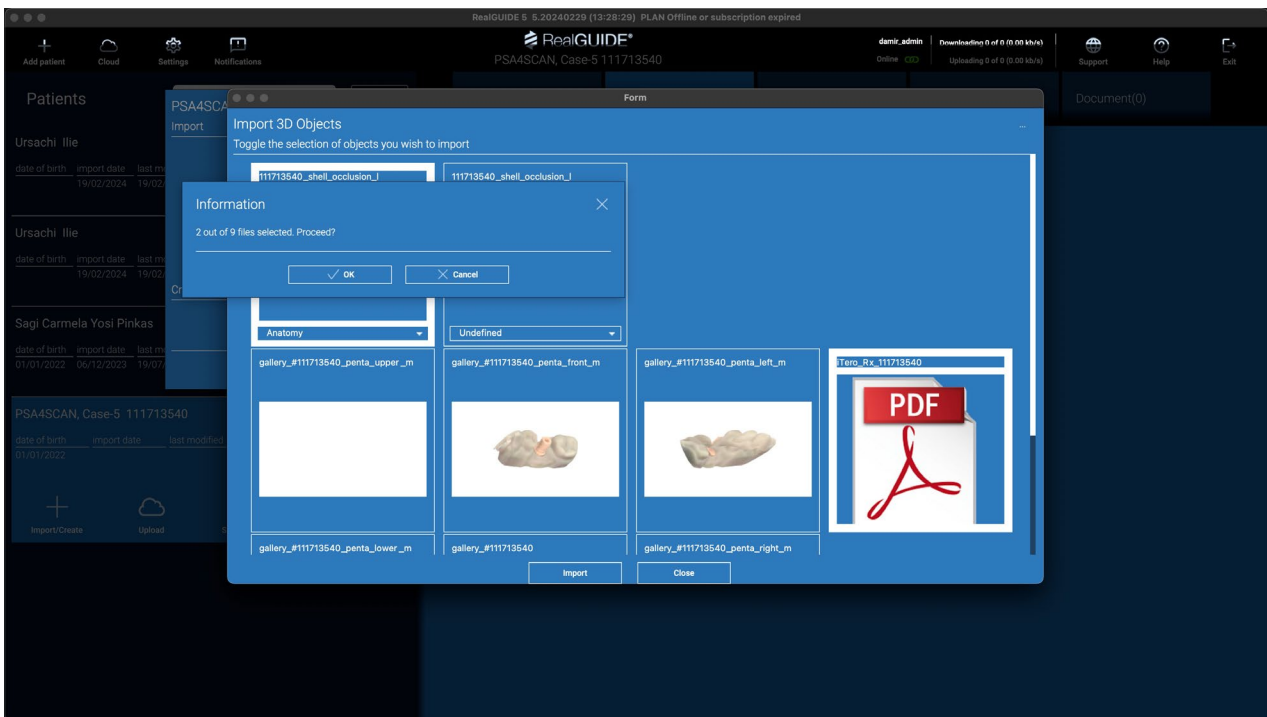 RealGUIDE 5 5.20240229 (13:28:29) PLAN Offline or subscription expired
Add patient
Cloud
Settings
Notifications
RealGUIDE®
PSA4SCAN, Case-5 111713540
damir_admin
Online
Downloading 0 of 0 (0.00 kb/s)
Uploading 0 of 0 (0.00 kb/s)
Support
Help
Exit
Patients
Document(0)
Ursachi Ilie
date of birth import date last m
19/02/2024 19/02/
Ursachi Ilie
date of birth import date last m
19/02/2024 19/02/
Sagi Carmela Yosi Pinkas
date of birth import date last m
01/01/2022 06/12/2023 19/07/
PSA4SCAN, Case-5 111713540
date of birth import date last modified
01/01/2022
Import/Create
Upload
S
PSA4SCA
Import
Cr
Form
Import 3D Objects
...
Toggle the selection of objects you wish to import
111713540_shell_occlusion_l
111713540_shell_occlusion_l
Information
2 out of 9 files selected. Proceed?
OK
Cancel
Anatomy
Undefined
gallery_#111713540_penta_upper_m
gallery_#111713540_penta_front_m
gallery_#111713540_penta_left_m
iTero_Rx_111713540
PDF
gallery_#111713540_penta_lower_m
gallery_#111713540
gallery_#111713540_penta_right_m
Import
Close